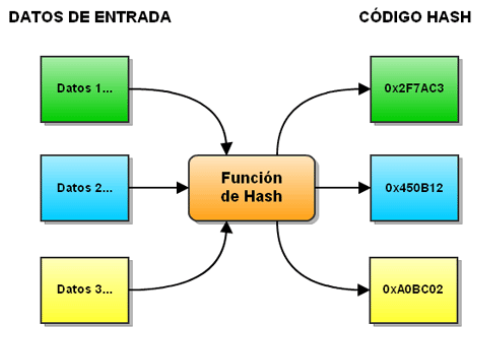 DATOS DE ENTRADA
CÓDIGO HASH
Datos 1...
0x2F7AC3
Datos 2...
Función
de Hash
0x450B12
Datos 3...
0xA0BC02